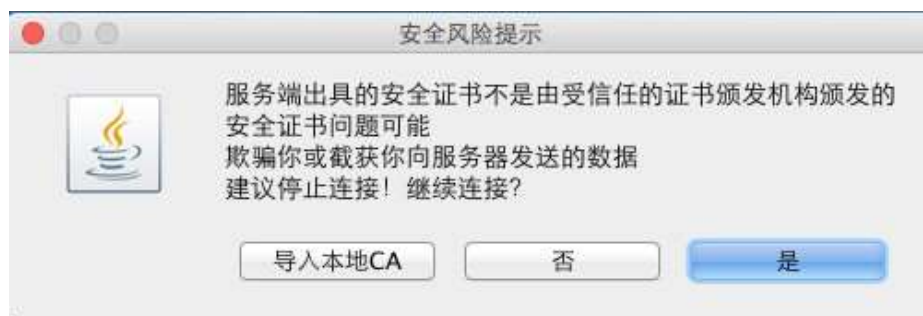 安全风险提示
服务端出具的安全证书不是由受信任的证书颁发机构颁发的
安全证书问题可能
欺骗你或截获你向服务器发送的数据
建议停止连接！继续连接？
导入本地CA 否 是